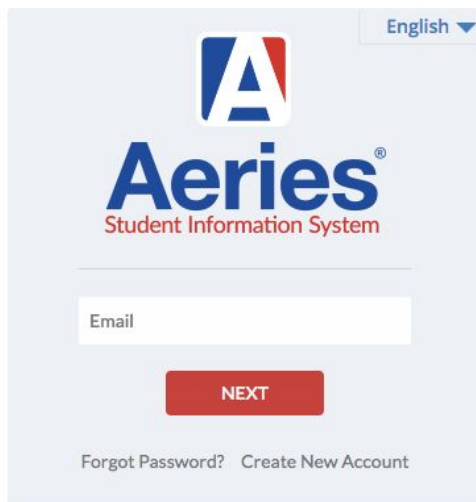 English
A
Aeries®
Student Information System
Email
NEXT
Forgot Password? Create New Account